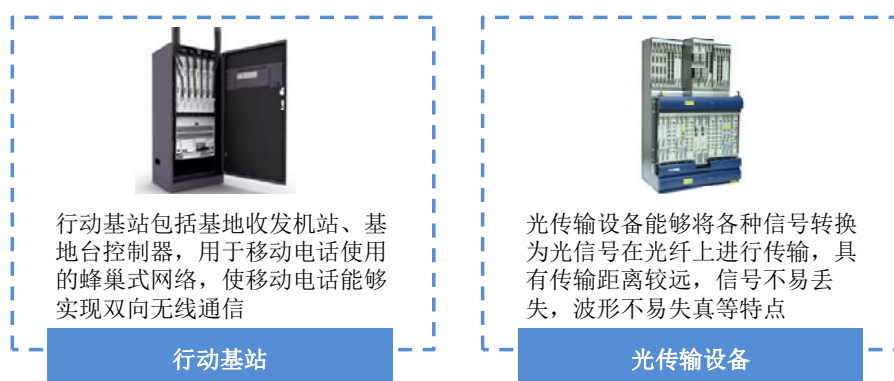 行动基站包括基地收发机站、基
地台控制器，用于移动电话使用
的蜂巢式网络，使移动电话能够
实现双向无线通信
行动基站
光传输设备能够将各种信号转换
为光信号在光纤上进行传输，具
有传输距离较远，信号不易丢
失，波形不易失真等特点
光传输设备